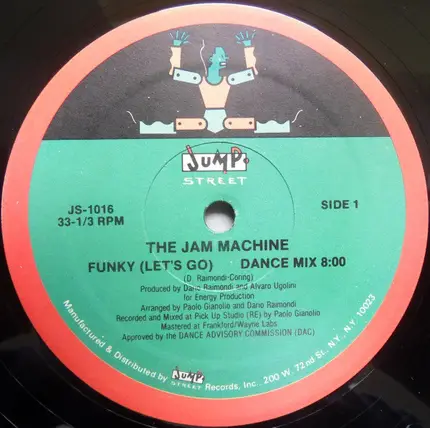 JUMP
STREET
JS-1016
33-1/3 RPM
SIDE 1
THE JAM MACHINE
FUNKY (LET'S GO) DANCE MIX 8:00
(D. Raimondi-Coring)
Produced by Dario Raimondi and Alvaro Ugolini
for Energy Production
Arranged by Paolo Gianolio and Dario Raimondi
Recorded and Mixed at Pick Up Studio (RE) by Paolo Gianolio
Mastered at Frankford/Wayne Labs
Approved by the DANCE ADVISORY COMMISSION (DAC)
Manufactured & Distributed by JUMP STREET Records, Inc., 200 W. 72nd St., N.Y., N.Y. 10023